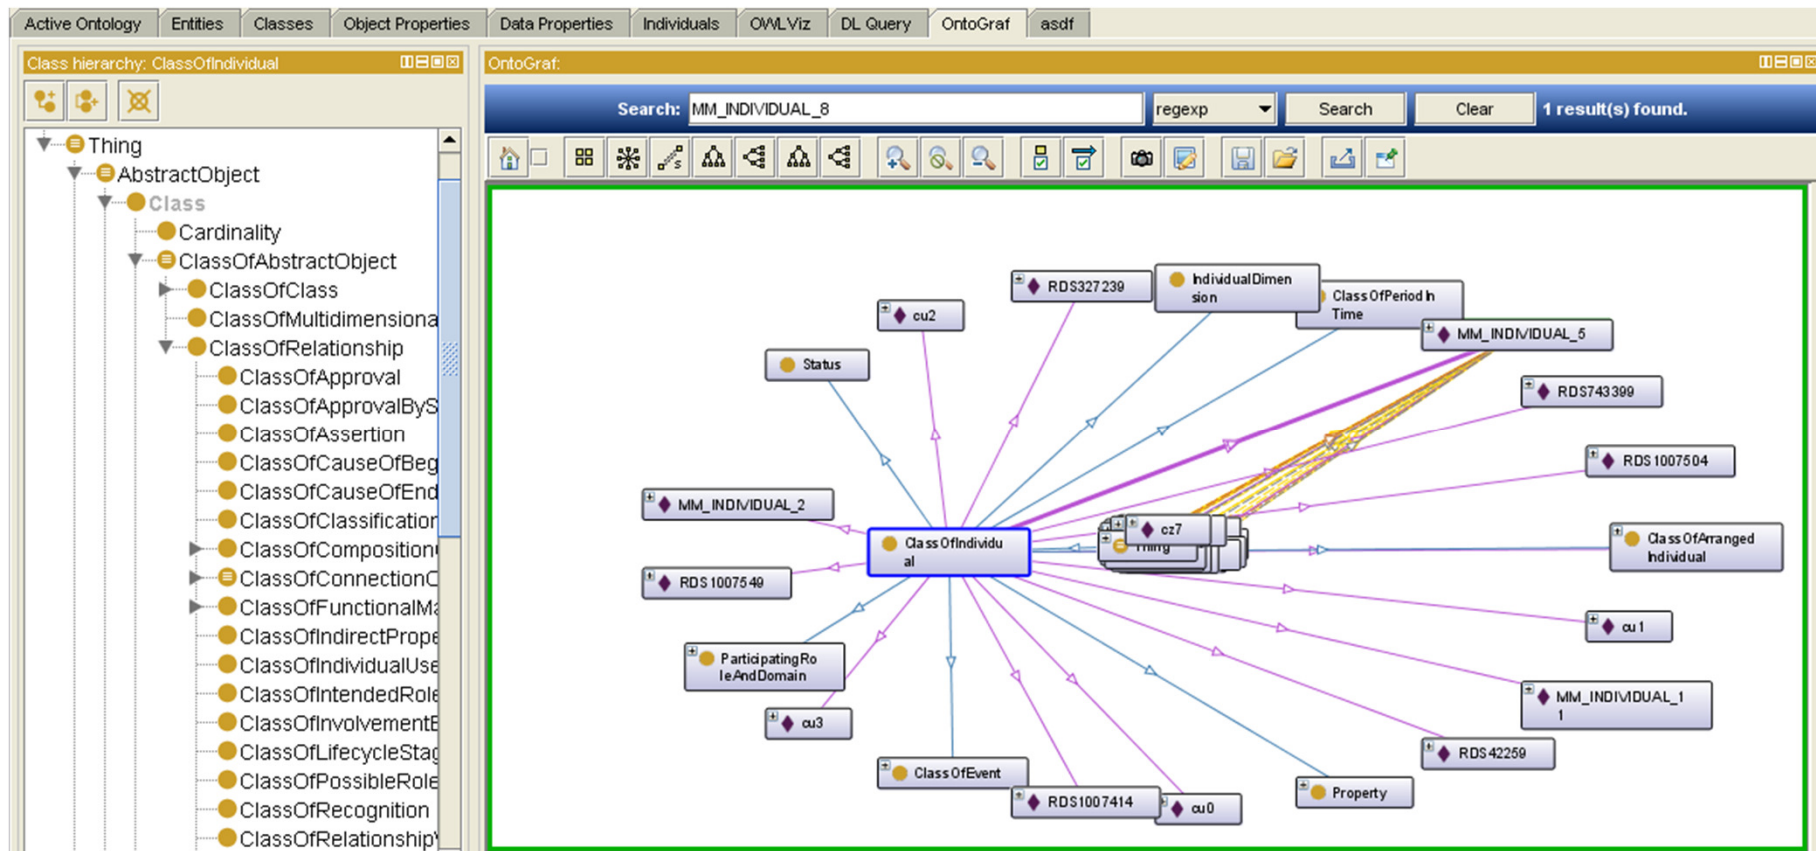 Active Ontology Entities Classes Object Properties Data Properties Individuals OWLViz DL Query OntoGraf asdf
Class hierarchy: ClassOfIndividual
Thing
AbstractObject
Class
Cardinality
ClassOfAbstractObject
ClassOfClass
ClassOfMultidimensiona
ClassOfRelationship
ClassOfApproval
ClassOfApprovalByS
ClassOfAssertion
ClassOfCauseOfBeg
ClassOfCauseOfEnd
ClassOfClassification
ClassOfComposition
ClassOfConnectionC
ClassOfFunctionalMa
ClassOfIndirectPrope
ClassOfIndividualUse
ClassOfIntendedRole
ClassOfInvolvementB
ClassOfLifecycleStag
ClassOfPossibleRole
ClassOfRecognition
ClassOfRelationship
OntoGraf:
Search: MM_INDIVIDUAL_8 regexp Search Clear 1 result(s) found.
RDS327239
IndividualDimen
sion
ClassOfPeriodIn
Time
cu2
MM_INDIVIDUAL_5
Status
RDS743399
RDS1007504
MM_INDIVIDUAL_2
cz7
Thing
ClassOfIndividu
al
ClassOfArranged
Individual
RDS1007549
cu1
ParticipatingRo
leAndDomain
MM_INDIVIDUAL_1
1
cu3
RDS42259
ClassOfEvent
RDS1007414
cu0
Property